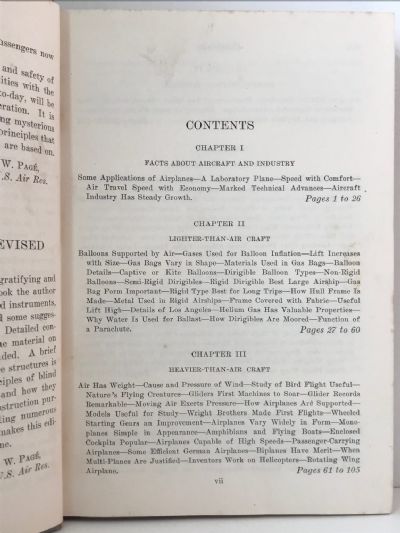 assengers now
and safety of
ities with the
to-day, will be
eration. It is
ng mysterious
principles that
are based on.
W. PAGÉ,
U.S. Air Res.
EVISED
gratifying and
ook the author
d instruments,
d some sugges-
Detailed con-
e material on
ded. A brief
e structures is
ciples of blind
and how they
nstruction pur-
ling numerous
makes this edi-
ne.
W. PAGÉ,
U.S. Air Res.
CONTENTS
CHAPTER I
FACTS ABOUT AIRCRAFT AND INDUSTRY
Some Applications of Airplanes—A Laboratory Plane—Speed with Comfort—
Air Travel Speed with Economy—Marked Technical Advances—Aircraft
Industry Has Steady Growth. Pages 1 to 26
CHAPTER II
LIGHTER-THAN-AIR CRAFT
Balloons Supported by Air—Gases Used for Balloon Inflation—Lift Increases
with Size—Gas Bags Vary in Shape—Materials Used in Gas Bags—Balloon
Details—Captive or Kite Balloons—Dirigible Balloon Types—Non-Rigid
Balloons—Semi-Rigid Dirigibles—Rigid Dirigible Best Large Airship—Gas
Bag Form Important—Rigid Type Best for Long Trips—How Hull Frame Is
Made—Metal Used in Rigid Airships—Frame Covered with Fabric—Useful
Lift High—Details of Los Angeles—Helium Gas Has Valuable Properties—
Why Water Is Used for Ballast—How Dirigibles Are Moored—Function of
a Parachute. Pages 27 to 60
CHAPTER III
HEAVIER-THAN-AIR CRAFT
Air Has Weight—Cause and Pressure of Wind—Study of Bird Flight Useful—
Nature's Flying Creatures—Gliders First Machines to Soar—Glider Records
Remarkable—Moving Air Exerts Pressure—How Airplanes Are Supported—
Models Useful for Study—Wright Brothers Made First Flights—Wheeled
Starting Gears an Improvement—Airplanes Vary Widely in Form—Mono-
planes Simple in Appearance—Amphibians and Flying Boats—Enclosed
Cockpits Popular—Airplanes Capable of High Speeds—Passenger-Carrying
Airplanes—Some Efficient German Airplanes—Biplanes Have Merit—When
Multi-Planes Are Justified—Inventors Work on Helicopters—Rotating Wing
Airplane. Pages 61 to 105
vii